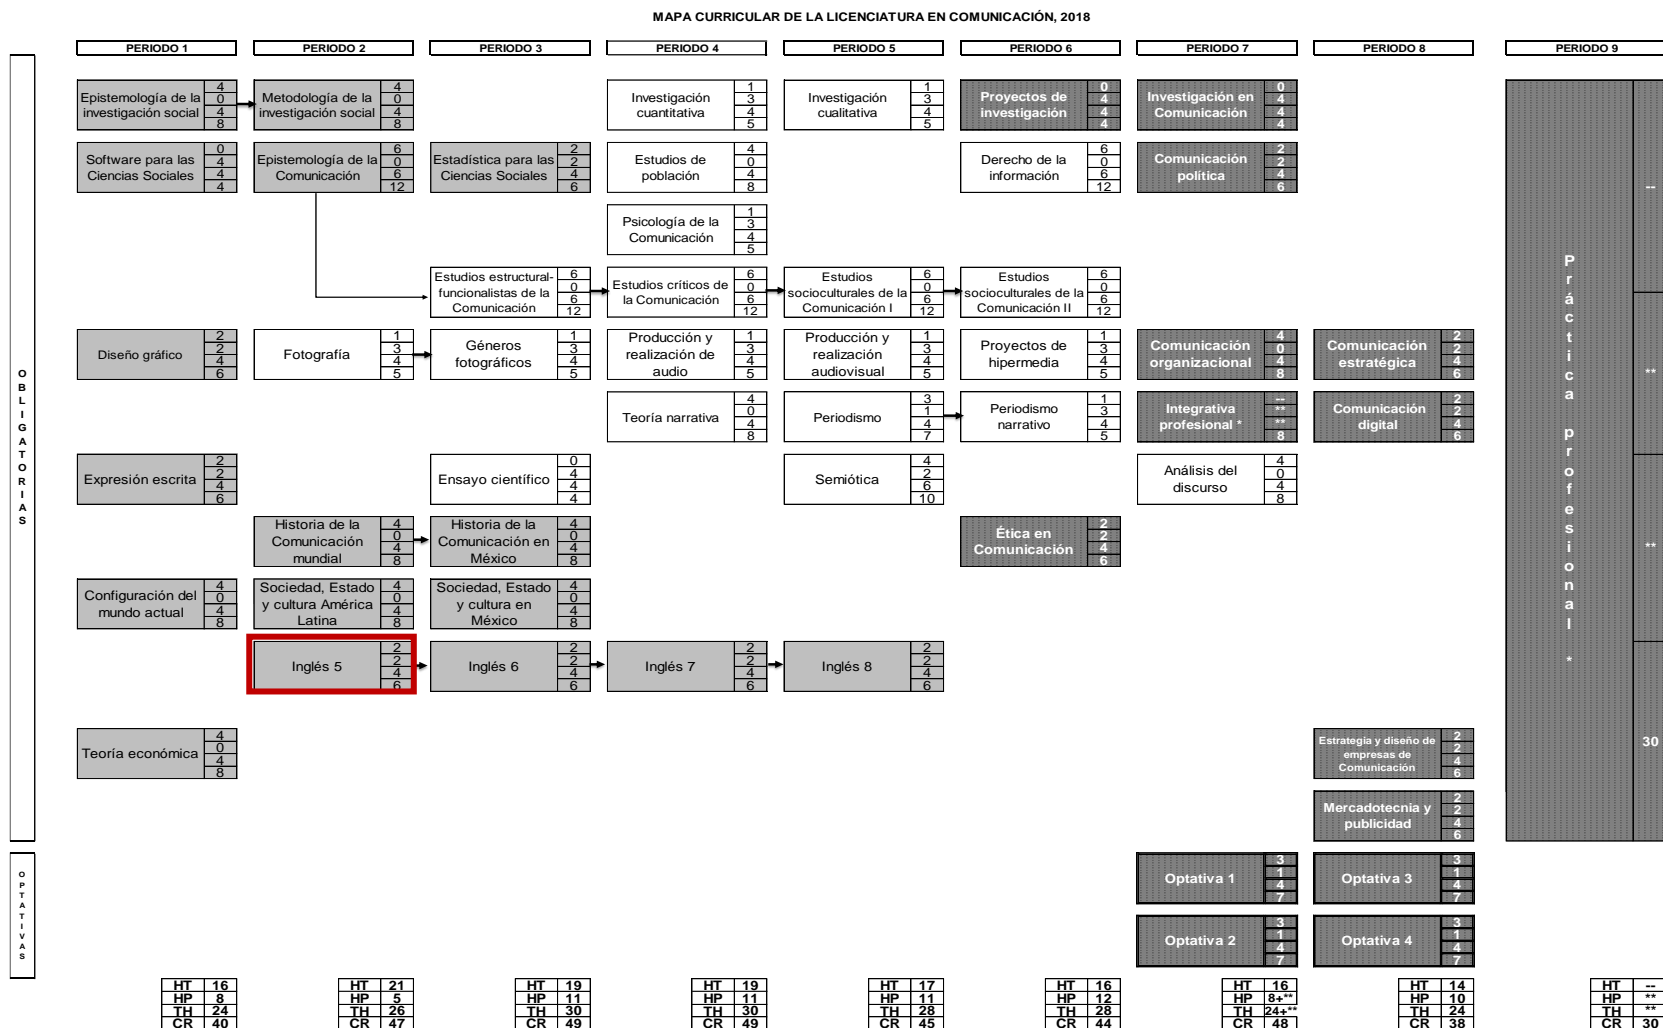 MAPA CURRICULAR DE LA LICENCIATURA EN COMUNICACIÓN, 2018
PERIODO 1
PERIODO 2
PERIODO 3
PERIODO 4
PERIODO 5
PERIODO 6
PERIODO 7
PERIODO 8
PERIODO 9
OBLIGATORIAS
Epistemología de la
investigación social
4
0
4
8
Metodología de la
investigación social
4
0
4
8
Investigación
cuantitativa
1
3
4
5
Investigación
cualitativa
1
3
4
5
Proyectos de
investigación
0
4
4
4
Investigación en
Comunicación
0
4
4
4
Software para las
Ciencias Sociales
0
4
4
4
Epistemología de la
Comunicación
6
0
6
12
Estadística para las
Ciencias Sociales
2
2
4
6
Estudios de
población
4
0
4
8
Derecho de la
información
6
0
6
12
Comunicación
política
2
2
4
6
Psicología de la
Comunicación
1
3
4
5
Estudios estructural-
funcionalistas de la
Comunicación
6
0
6
12
Estudios críticos de
la Comunicación
6
0
6
12
Estudios
socioculturales de la
Comunicación I
6
0
6
12
Estudios
socioculturales de la
Comunicación II
6
0
6
12
Diseño gráfico
2
2
4
6
Fotografía
1
3
4
5
Géneros
fotográficos
1
3
4
5
Producción y
realización de
audio
1
3
4
5
Producción y
realización
audiovisual
1
3
4
5
Proyectos de
hipermedia
1
3
4
5
Comunicación
organizacional
4
0
4
8
Comunicación
estratégica
2
2
4
6
Teoría narrativa
4
0
4
8
Periodismo
3
1
4
7
Periodismo
narrativo
1
3
4
5
Integrativa
profesional *
--
**
**
8
Comunicación
digital
2
2
4
6
Expresión escrita
2
2
4
6
Ensayo científico
0
4
4
4
Semiótica
4
2
6
10
Análisis del
discurso
4
0
4
8
Historia de la
Comunicación
mundial
4
0
4
8
Historia de la
Comunicación en
México
4
0
4
8
Ética en
Comunicación
2
2
4
6
Configuración del
mundo actual
4
0
4
8
Sociedad, Estado
y cultura América
Latina
4
0
4
8
Sociedad, Estado
y cultura en
México
4
0
4
8
Inglés 5
2
2
4
6
Inglés 6
2
2
4
6
Inglés 7
2
2
4
6
Inglés 8
2
2
4
6
Teoría económica
4
0
4
8
Estrategia y diseño de
empresas de
Comunicación
2
2
4
6
Mercadotecnia y
publicidad
2
2
4
6
Práctica profesional *
--
**
**
30
OPTATIVAS
Optativa 1
3
1
4
7
Optativa 3
3
1
4
7
Optativa 2
3
1
4
7
Optativa 4
3
1
4
7
HT 16
HP 8
TH 24
CR 40
HT 21
HP 5
TH 26
CR 47
HT 19
HP 11
TH 30
CR 49
HT 19
HP 11
TH 30
CR 49
HT 17
HP 11
TH 28
CR 45
HT 16
HP 12
TH 28
CR 44
HT 16
HP 8+**
TH 24+**
CR 48
HT 14
HP 10
TH 24
CR 38
HT --
HP **
TH **
CR 30